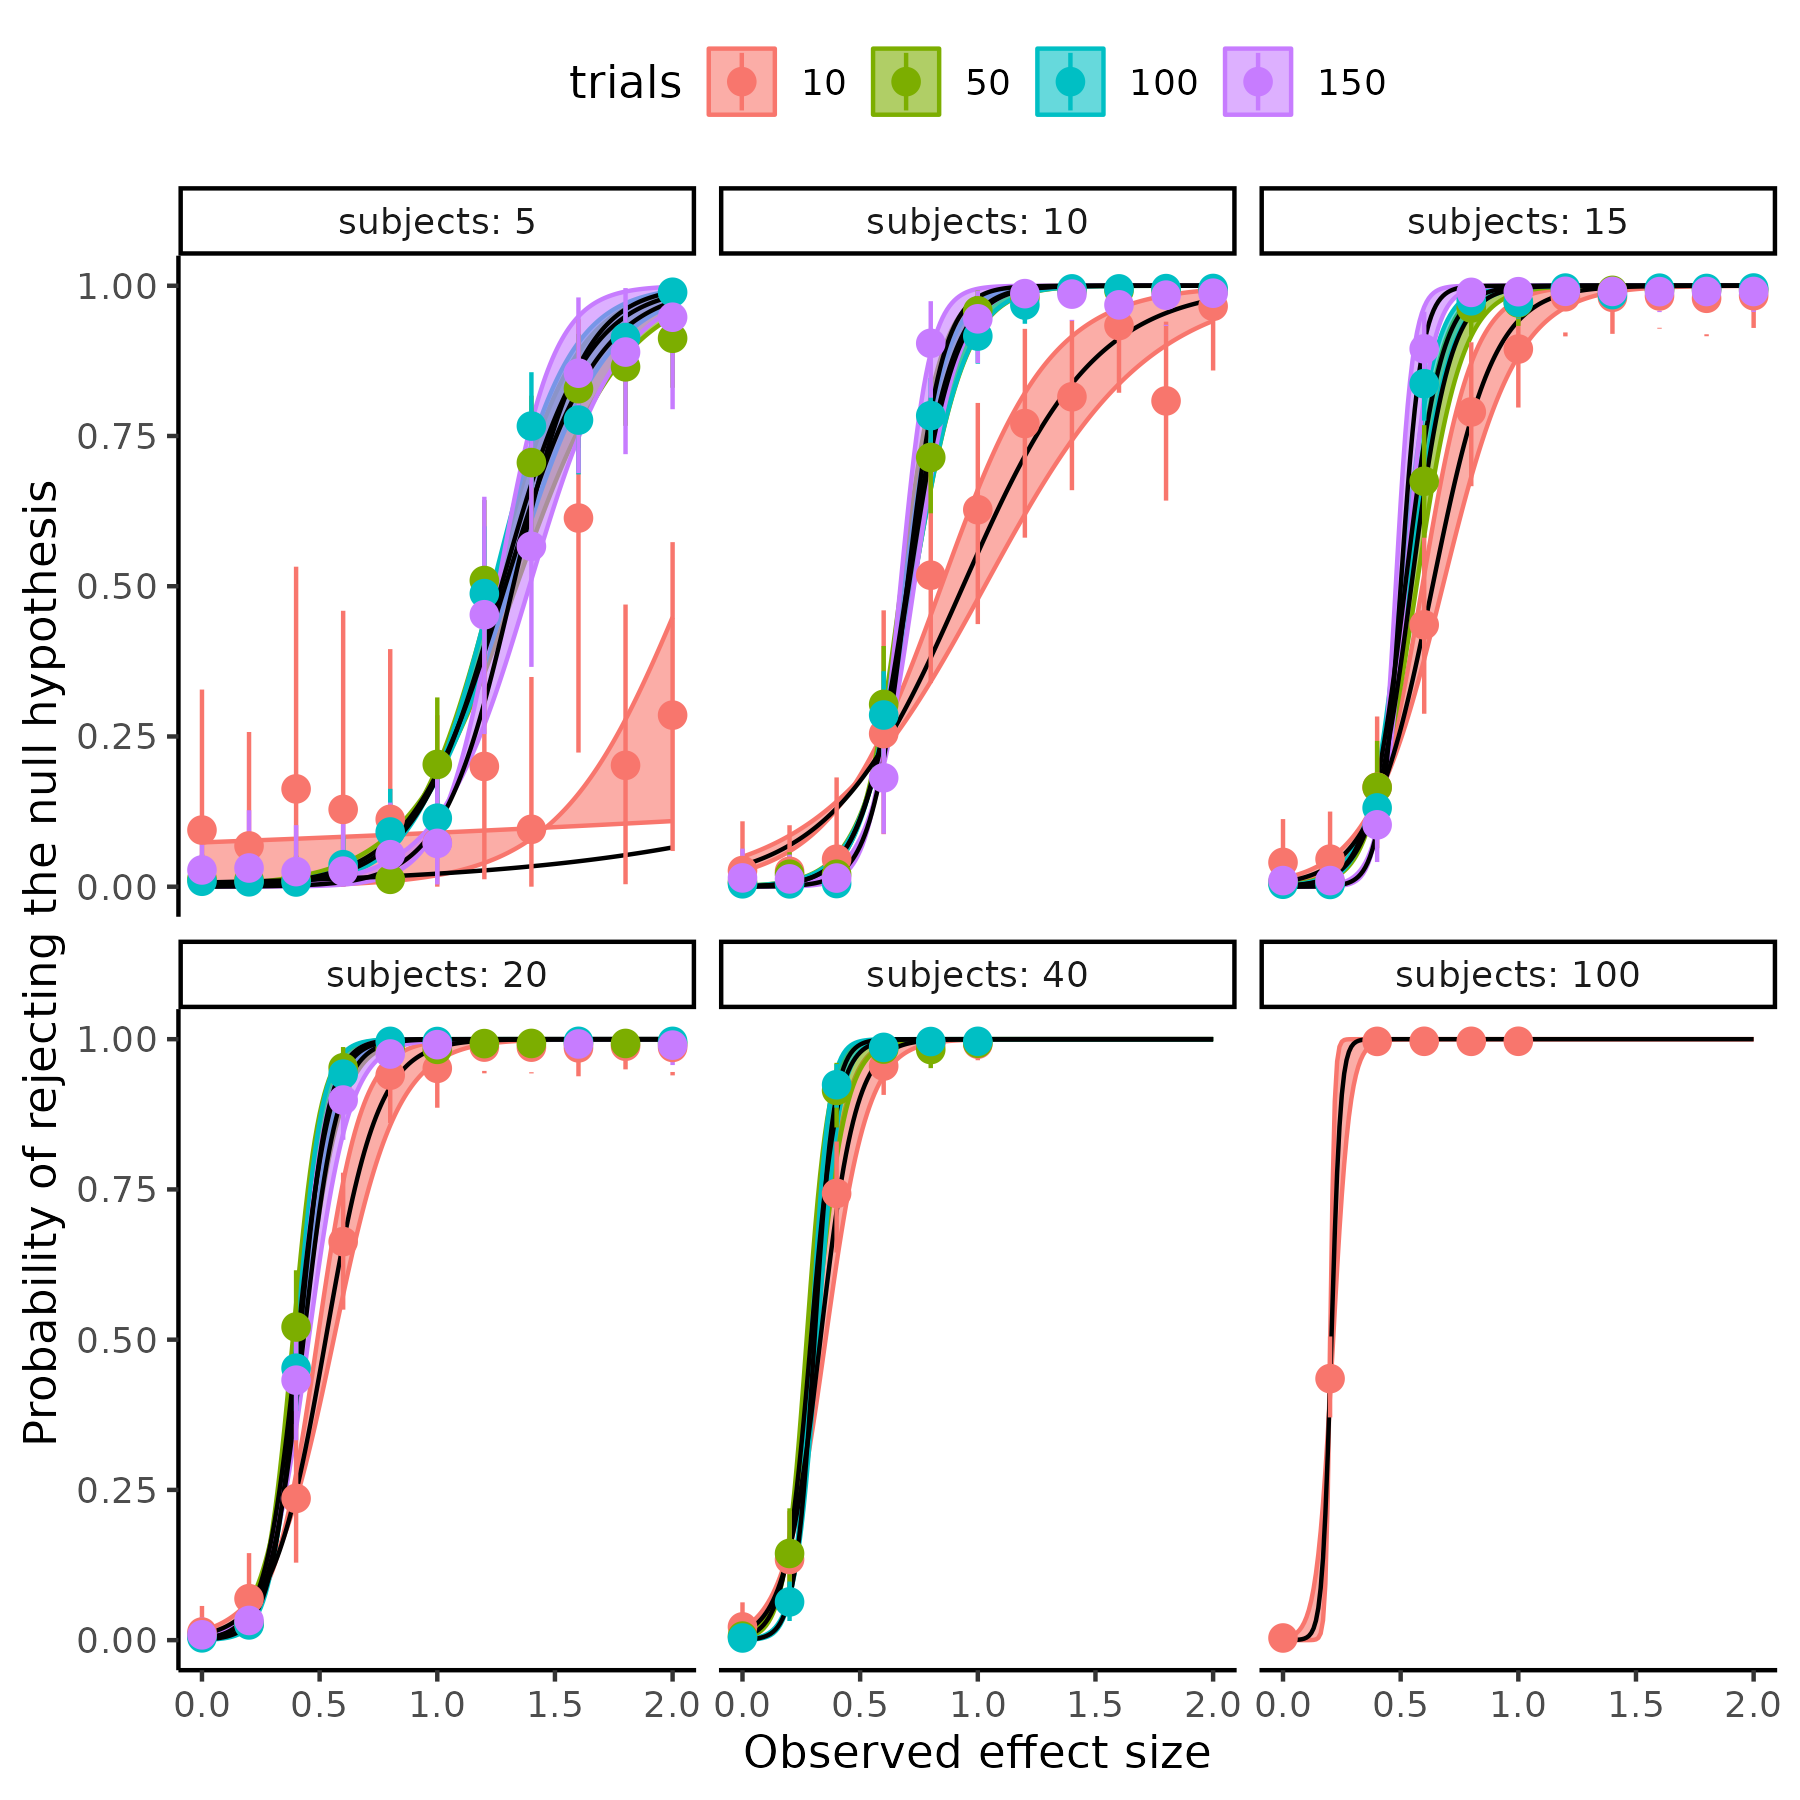 trials 10 50 100 150
subjects: 5 subjects: 10 subjects: 15
1.00
0.75
0.50
0.25
0.00
subjects: 20 subjects: 40 subjects: 100
1.00
0.75
0.50
0.25
0.00
0.0 0.5 1.0 1.5 2.0 0.0 0.5 1.0 1.5 2.0 0.0 0.5 1.0 1.5 2.0
Observed effect size
Probability of rejecting the null hypothesis